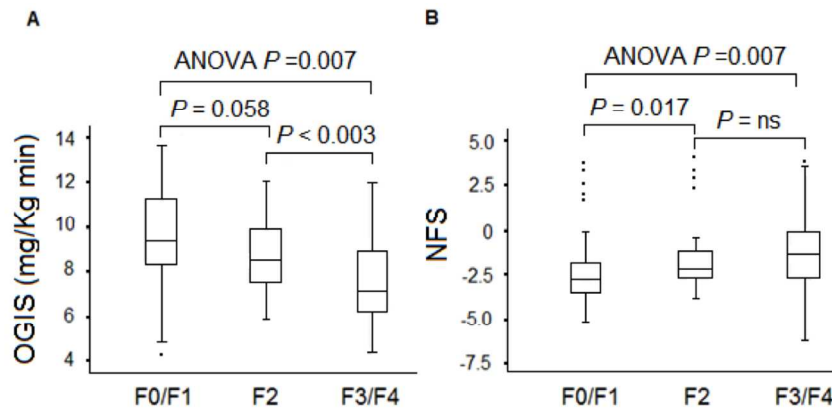 A
ANOVA P =0.007
P = 0.058
P < 0.003
OGIS (mg/Kg min)
14
12
10
8
6
4
F0/F1 F2 F3/F4
B
ANOVA P =0.007
P = 0.017
P = ns
NFS
5.0
2.5
0
-2.5
-5.0
-7.5
F0/F1 F2 F3/F4